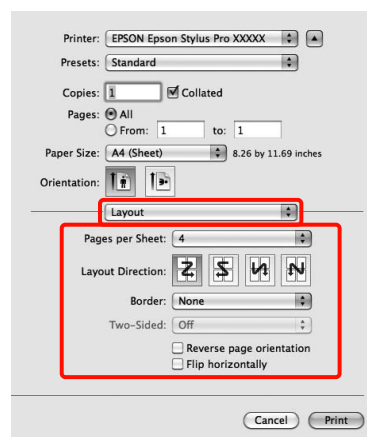 Printer: EPSON Epson Stylus Pro XXXXX
Presets: Standard
Copies: 1 Collated
Pages: All
From: 1 to: 1
Paper Size: A4 (Sheet) 8.26 by 11.69 inches
Orientation:
Layout
Pages per Sheet: 4
Layout Direction:
Border: None
Two-Sided: Off
Reverse page orientation
Flip horizontally
Cancel Print